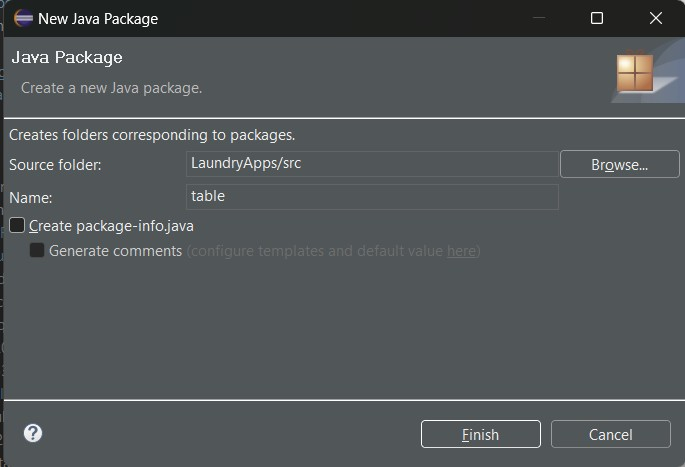 New Java Package
Java Package
Create a new Java package.
Creates folders corresponding to packages.
Source folder: LaundryApps/src Browse...
Name: table
Create package-info.java
Generate comments (configure templates and default value here)
? Finish Cancel